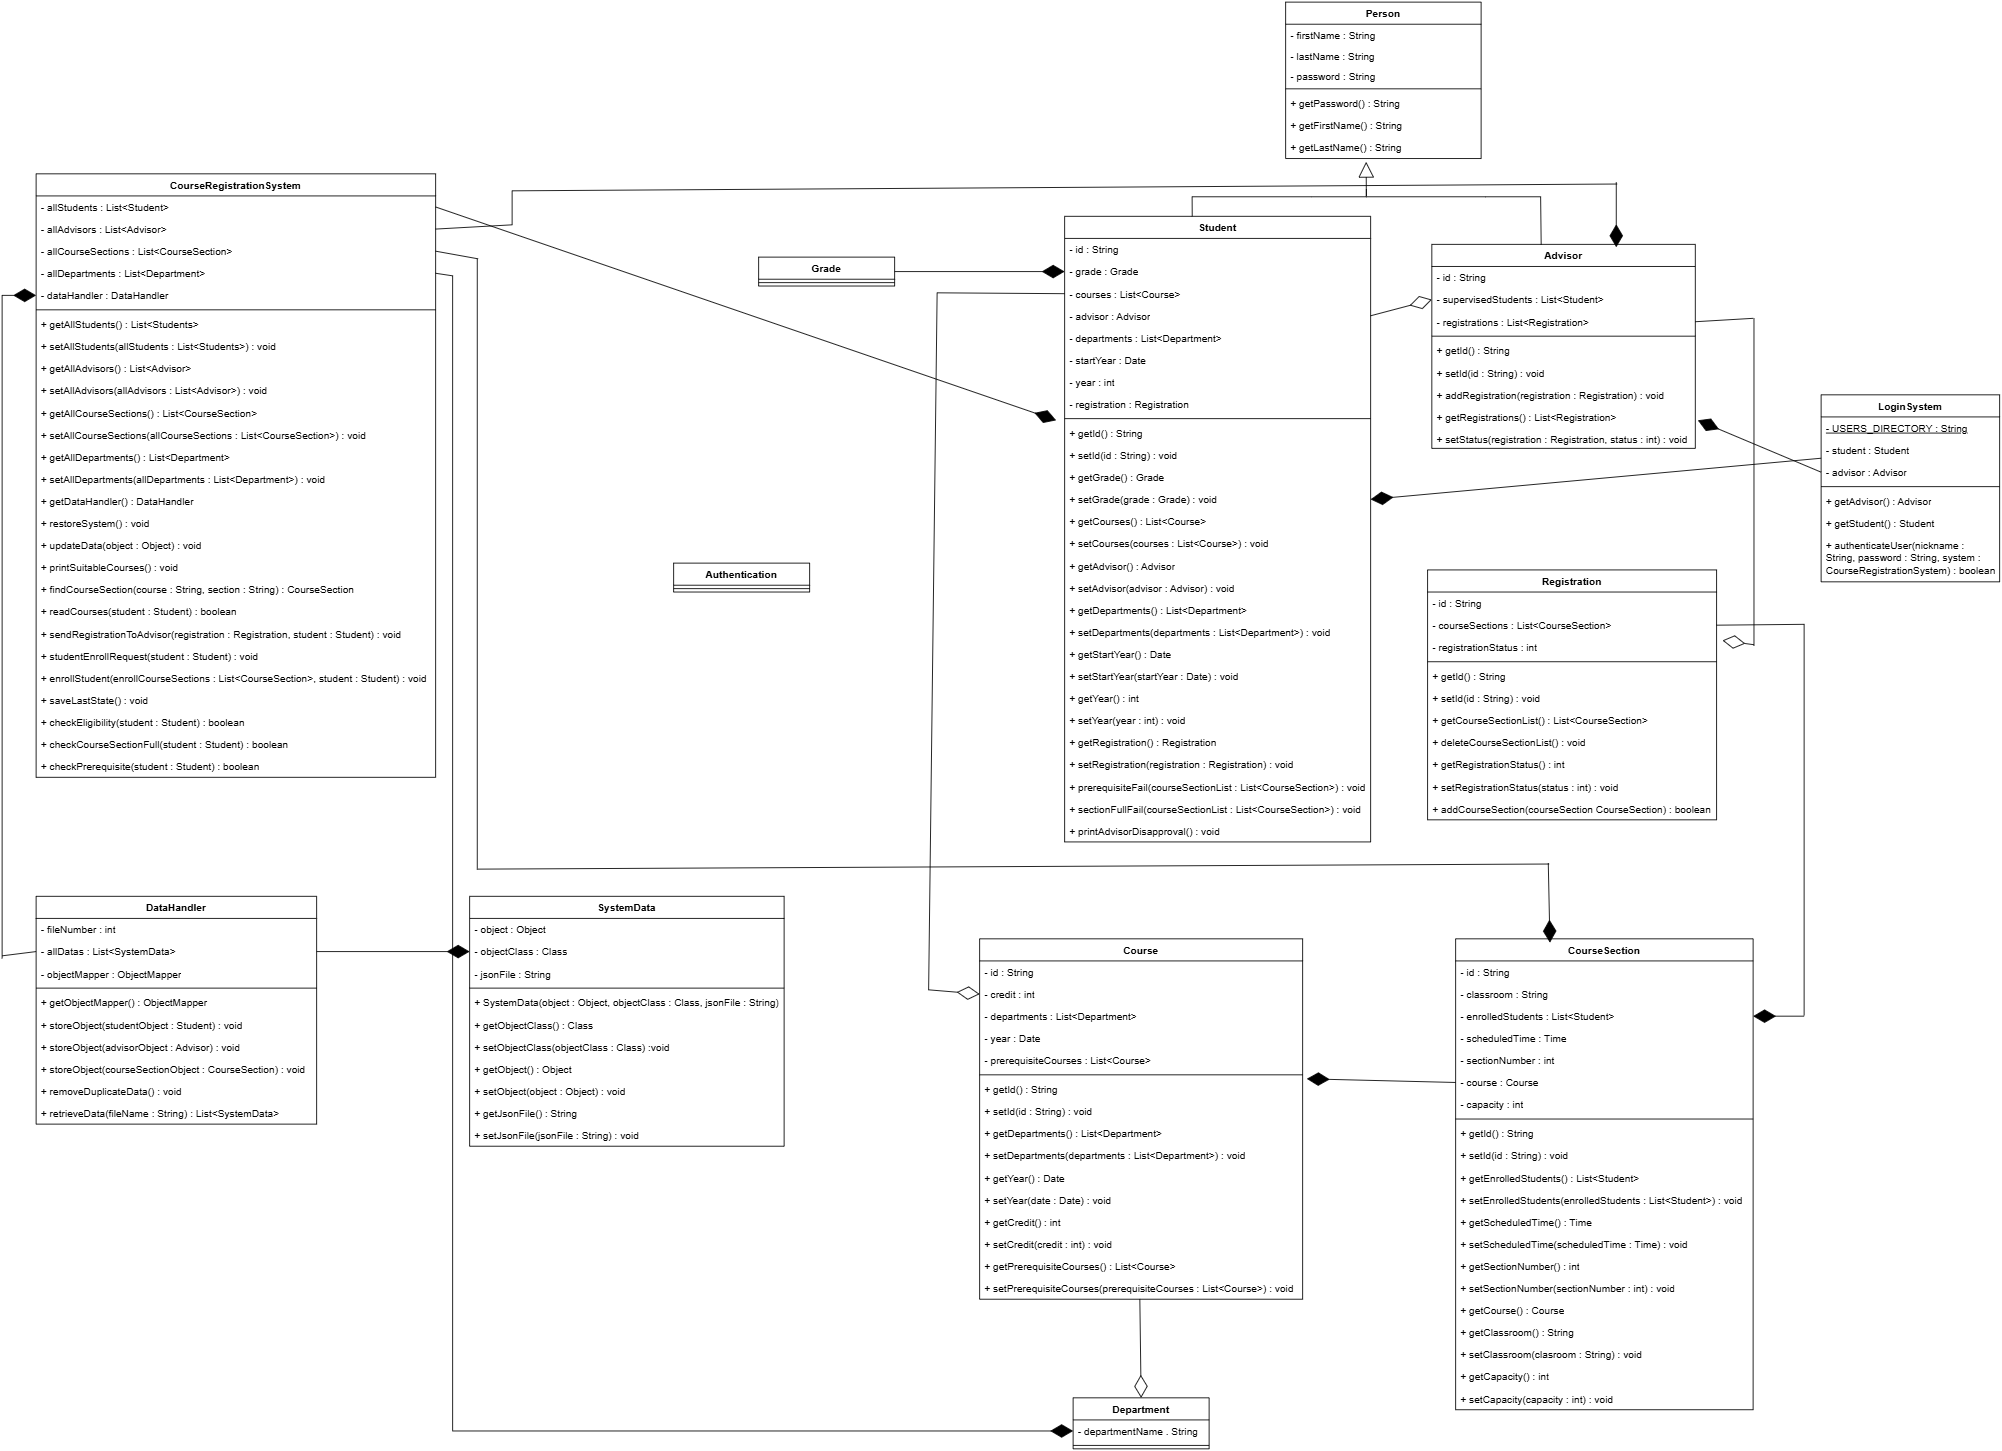 Person
- firstName : String
- lastName : String
- password : String
+ getPassword() : String
+ getFirstName() : String
+ getLastName() : String
CourseRegistrationSystem
- allStudents : List<Student>
- allAdvisors : List<Advisor>
- allCourseSections : List<CourseSection>
- allDepartments : List<Department>
- dataHandler : DataHandler
+ getAllStudents() : List<Students>
+ setAllStudents(allStudents : List<Students>) : void
+ getAllAdvisors() : List<Advisor>
+ setAllAdvisors(allAdvisors : List<Advisor>) : void
+ getAllCourseSections() : List<CourseSection>
+ setAllCourseSections(allCourseSections : List<CourseSection>) : void
+ getAllDepartments() : List<Department>
+ setAllDepartments(allDepartments : List<Department>) : void
+ getDataHandler() : DataHandler
+ restoreSystem() : void
+ updateData(object : Object) : void
+ printSuitableCourses() : void
+ findCourseSection(course : String, section : String) : CourseSection
+ readCourses(student : Student) : boolean
+ sendRegistrationToAdvisor(registration : Registration, student : Student) : void
+ studentEnrollRequest(student : Student) : void
+ enrollStudent(enrollCourseSections : List<CourseSection>, student : Student) : void
+ saveLastState() : void
+ checkEligibility(student : Student) : boolean
+ checkCourseSectionFull(student : Student) : boolean
+ checkPrerequisite(student : Student) : boolean
Grade
Authentication
Student
- id : String
- grade : Grade
- courses : List<Course>
- advisor : Advisor
- departments : List<Department>
- startYear : Date
- year : int
- registration : Registration
+ getId() : String
+ setId(id : String) : void
+ getGrade() : Grade
+ setGrade(grade : Grade) : void
+ getCourses() : List<Course>
+ setCourses(courses : List<Course>) : void
+ getAdvisor() : Advisor
+ setAdvisor(advisor : Advisor) : void
+ getDepartments() : List<Department>
+ setDepartments(departments : List<Department>) : void
+ getStartYear() : Date
+ setStartYear(startYear : Date) : void
+ getYear() : int
+ setYear(year : int) : void
+ getRegistration() : Registration
+ setRegistration(registration : Registration) : void
+ prerequisiteFail(courseSectionList : List<CourseSection>) : void
+ sectionFullFail(courseSectionList : List<CourseSection>) : void
+ printAdvisorDisapproval() : void
Advisor
- id : String
- supervisedStudents : List<Student>
- registrations : List<Registration>
+ getId() : String
+ setId(id : String) : void
+ addRegistration(registration : Registration) : void
+ getRegistrations() : List<Registration>
+ setStatus(registration : Registration, status : int) : void
LoginSystem
- USERS_DIRECTORY : String
- student : Student
- advisor : Advisor
+ getAdvisor() : Advisor
+ getStudent() : Student
+ authenticateUser(nickname :
String, password : String, system :
CourseRegistrationSystem) : boolean
Registration
- id : String
- courseSections : List<CourseSection>
- registrationStatus : int
+ getId() : String
+ setId(id : String) : void
+ getCourseSectionList() : List<CourseSection>
+ deleteCourseSectionList() : void
+ getRegistrationStatus() : int
+ setRegistrationStatus(status : int) : void
+ addCourseSection(courseSection CourseSection) : boolean
DataHandler
- fileNumber : int
- allDatas : List<SystemData>
- objectMapper : ObjectMapper
+ getObjectMapper() : ObjectMapper
+ storeObject(studentObject : Student) : void
+ storeObject(advisorObject : Advisor) : void
+ storeObject(courseSectionObject : CourseSection) : void
+ removeDuplicateData() : void
+ retrieveData(fileName : String) : List<SystemData>
SystemData
- object : Object
- objectClass : Class
- jsonFile : String
+ SystemData(object : Object, objectClass : Class, jsonFile : String)
+ getObjectClass() : Class
+ setObjectClass(objectClass : Class) :void
+ getObject() : Object
+ setObject(object : Object) : void
+ getJsonFile() : String
+ setJsonFile(jsonFile : String) : void
Course
- id : String
- credit : int
- departments : List<Department>
- year : Date
- prerequisiteCourses : List<Course>
+ getId() : String
+ setId(id : String) : void
+ getDepartments() : List<Department>
+ setDepartments(departments : List<Department>) : void
+ getYear() : Date
+ setYear(date : Date) : void
+ getCredit() : int
+ setCredit(credit : int) : void
+ getPrerequisiteCourses() : List<Course>
+ setPrerequisiteCourses(prerequisiteCourses : List<Course>) : void
CourseSection
- id : String
- classroom : String
- enrolledStudents : List<Student>
- scheduledTime : Time
- sectionNumber : int
- course : Course
- capacity : int
+ getId() : String
+ setId(id : String) : void
+ getEnrolledStudents() : List<Student>
+ setEnrolledStudents(enrolledStudents : List<Student>) : void
+ getScheduledTime() : Time
+ setScheduledTime(scheduledTime : Time) : void
+ getSectionNumber() : int
+ setSectionNumber(sectionNumber : int) : void
+ getCourse() : Course
+ getClassroom() : String
+ setClassroom(clasroom : String) : void
+ getCapacity() : int
+ setCapacity(capacity : int) : void
Department
- departmentName . String